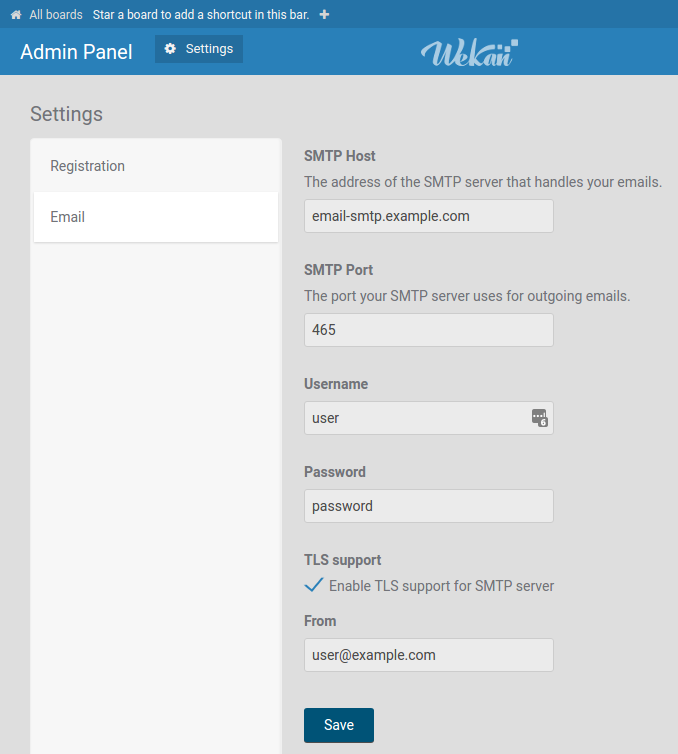 All boards Star a board to add a shortcut in this bar.
Admin Panel Settings Wekan
Settings
Registration
Email
SMTP Host
The address of the SMTP server that handles your emails.
email-smtp.example.com
SMTP Port
The port your SMTP server uses for outgoing emails.
465
Username
user
6
Password
password
TLS support
Enable TLS support for SMTP server
From
user@example.com
Save